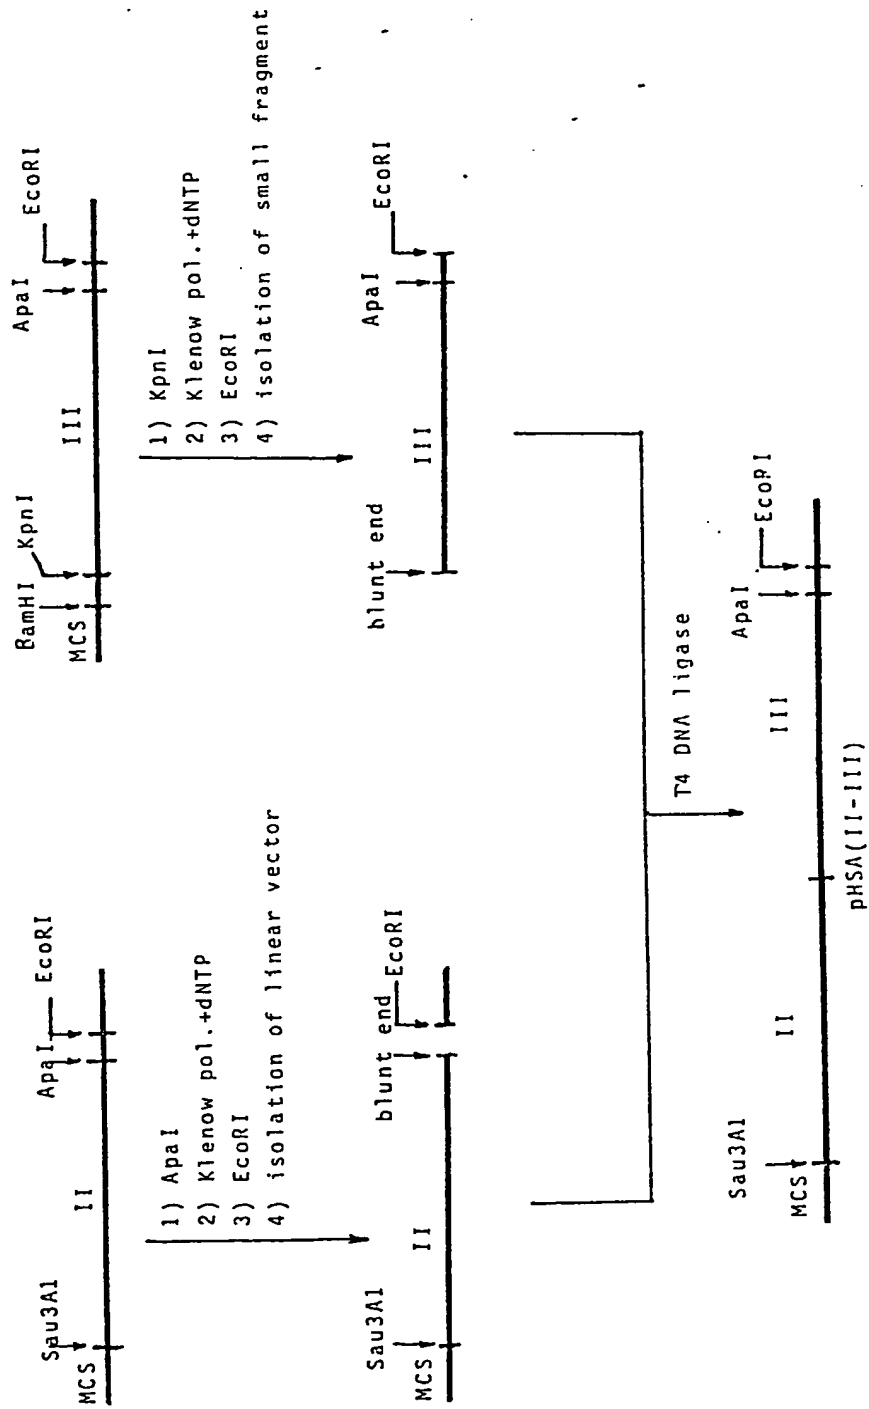 Sau3A1
MCS
II
ApaI
EcoRI
1) ApaI
2) Klenow pol.+dNTP
3) EcoRI
4) isolation of linear vector
Sau3A1
MCS
II
blunt end
EcoRI
BamHI
KpnI
MCS
III
ApaI
EcoRI
1) KpnI
2) Klenow pol.+dNTP
3) EcoRI
4) isolation of small fragment
blunt end
III
ApaI
EcoRI
T4 DNA ligase
Sau3A1
MCS
II
III
ApaI
EcoRI
pHSA(II-III)